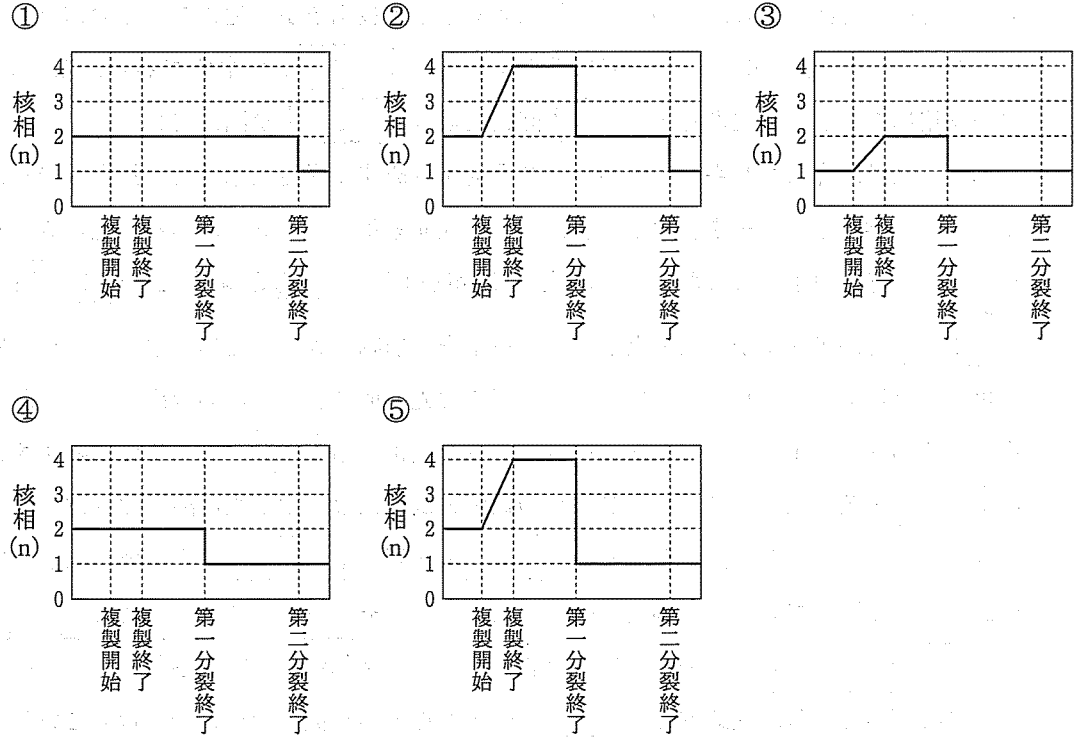 ①
核相(n)
4
3
2
1
0
複製開始
複製終了
第一分裂終了
第二分裂終了
②
核相(n)
4
3
2
1
0
複製開始
複製終了
第一分裂終了
第二分裂終了
③
核相(n)
4
3
2
1
0
複製開始
複製終了
第一分裂終了
第二分裂終了
④
核相(n)
4
3
2
1
0
複製開始
複製終了
第一分裂終了
第二分裂終了
⑤
核相(n)
4
3
2
1
0
複製開始
複製終了
第一分裂終了
第二分裂終了